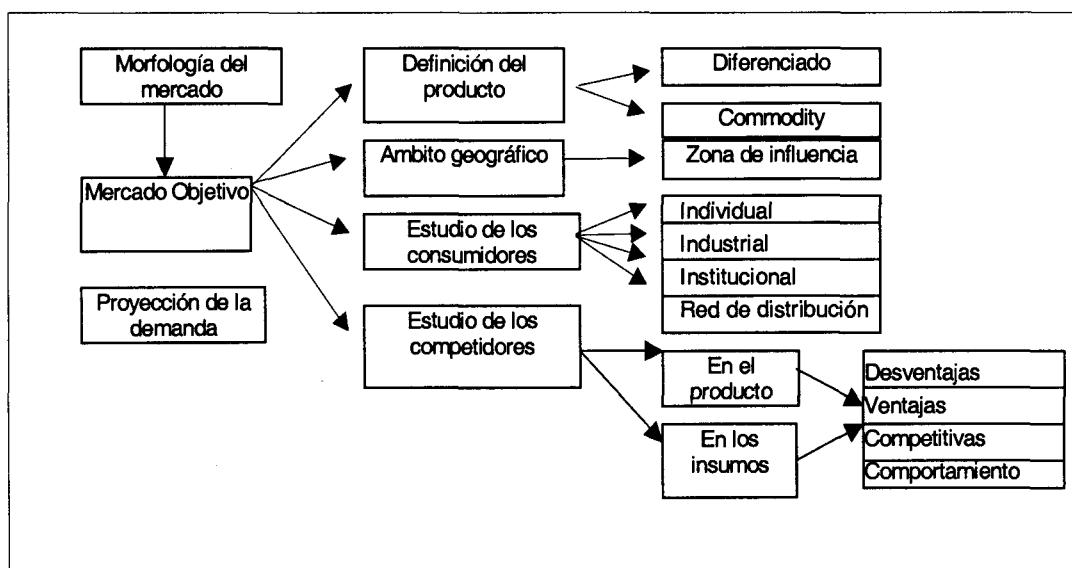 Morfología del
mercado
Mercado Objetivo
Proyección de la
demanda
Definición del
producto
Ambito geográfico
Estudio de los
consumidores
Estudio de los
competidores
Diferenciado
Commodity
Zona de influencia
Individual
Industrial
Institucional
Red de distribución
En el
producto
En los
insumos
Desventajas
Ventajas
Competitivas
Comportamiento